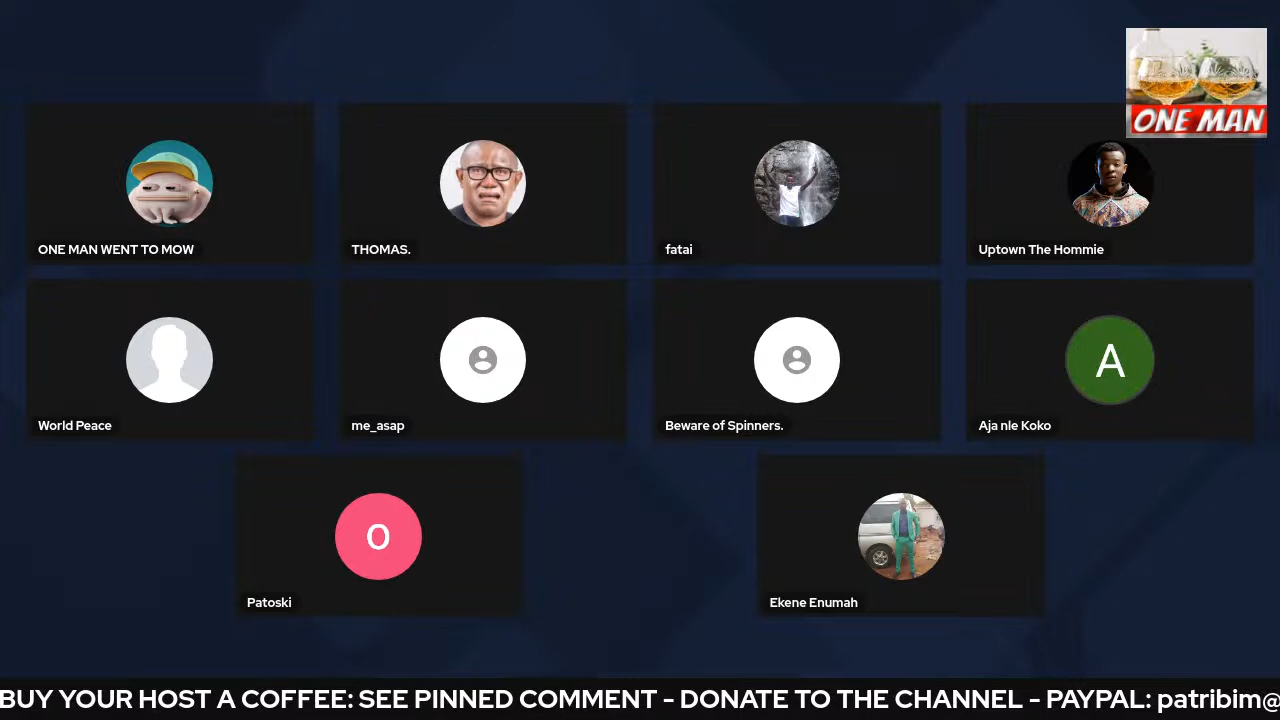 ONE MAN
ONE MAN WENT TO MOW
THOMAS.
fatai
Uptown The Hommie
World Peace
me_asap
Beware of Spinners.
A
Aja nle Koko
O
Patoski
Ekene Enumah
BUY YOUR HOST A COFFEE: SEE PINNED COMMENT - DONATE TO THE CHANNEL - PAYPAL: patribim@